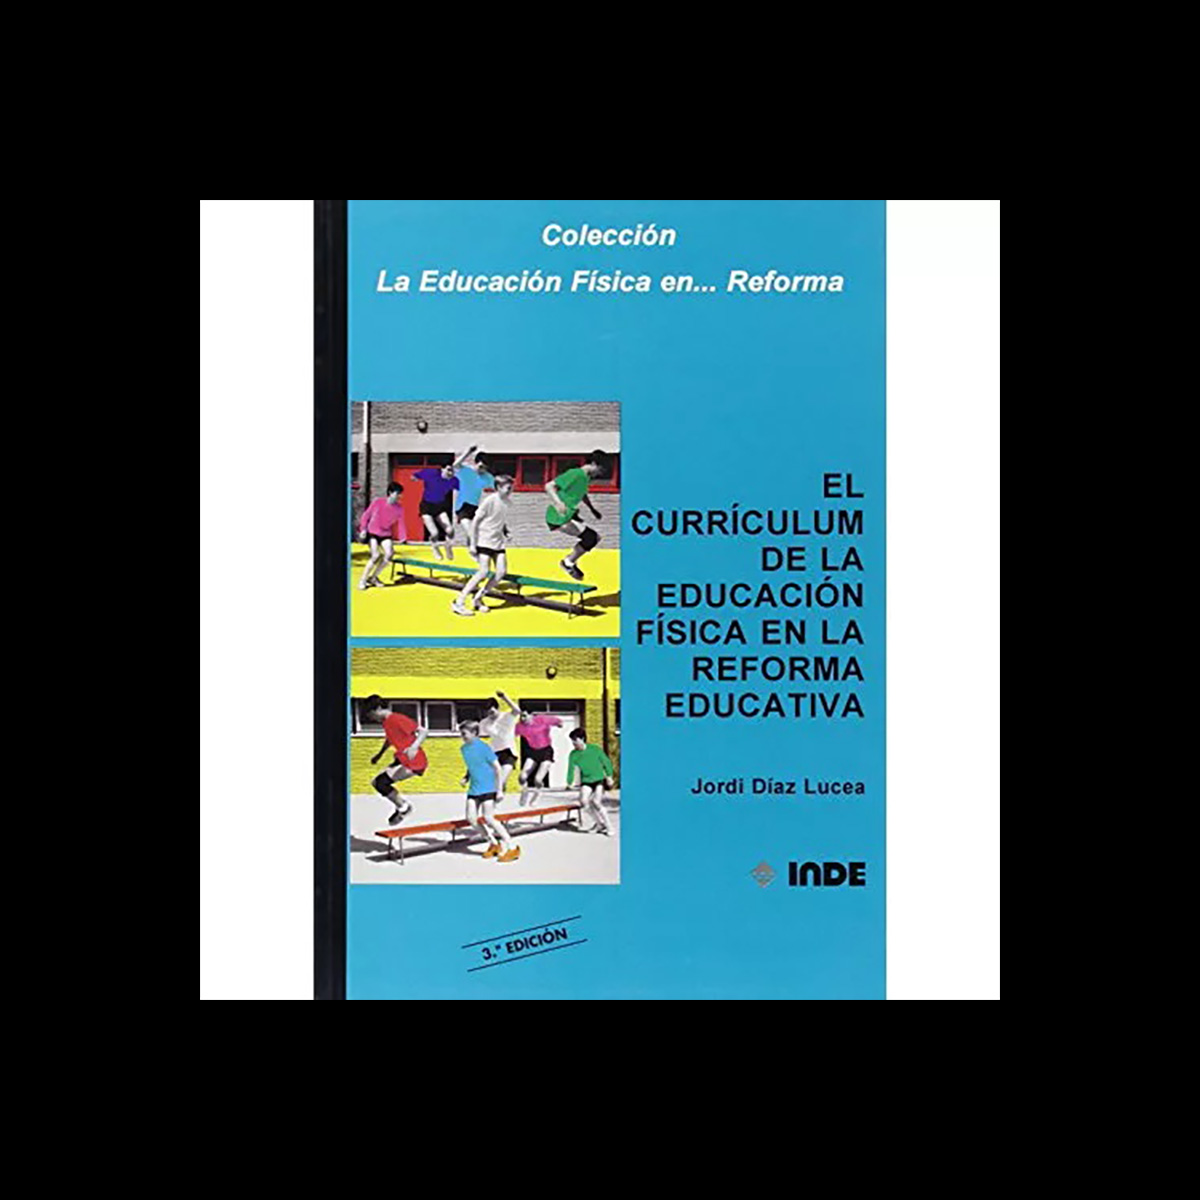 Colección
La Educación Física en... Reforma
EL
CURRÍCULUM
DE LA
EDUCACIÓN
FÍSICA EN LA
REFORMA
EDUCATIVA
Jordi Díaz Lucea
INDE
3.ª EDICIÓN